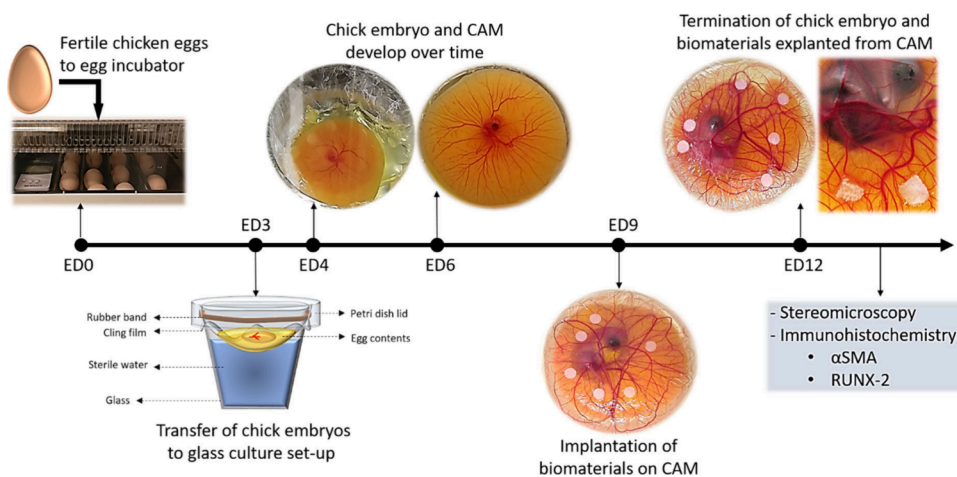 Fertile chicken eggs
to egg incubator
Chick embryo and CAM
develop over time
Termination of chick embryo and
biomaterials explanted from CAM
ED3
ED9
ED0
ED4
ED6
ED12
Rubber band
Cling film
Sterile water
Glass
Petri dish lid
Egg contents
Transfer of chick embryos
to glass culture set-up
Implantation of
biomaterials on CAM
- Stereomicroscopy
- Immunohistochemistry
• αSMA
• RUNX-2